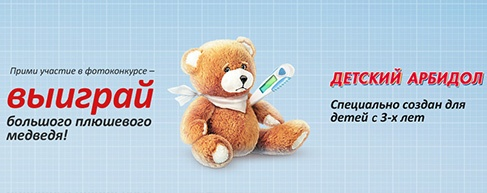 Прими участие в фотоконкурсе –
выиграй
большого плюшевого
медведя!
ДЕТСКИЙ АРБИДОЛ
Специально создан для
детей с 3-х лет